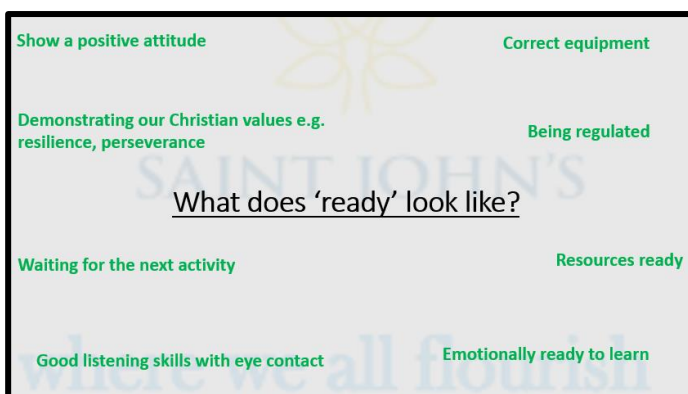 Show a positive attitude
Correct equipment
Demonstrating our Christian values e.g.
resilience, perseverance
Being regulated
SAINT JOHN'S
What does ‘ready’ look like?
Waiting for the next activity
Resources ready
Good listening skills with eye contact
Emotionally ready to learn
where we all flourish